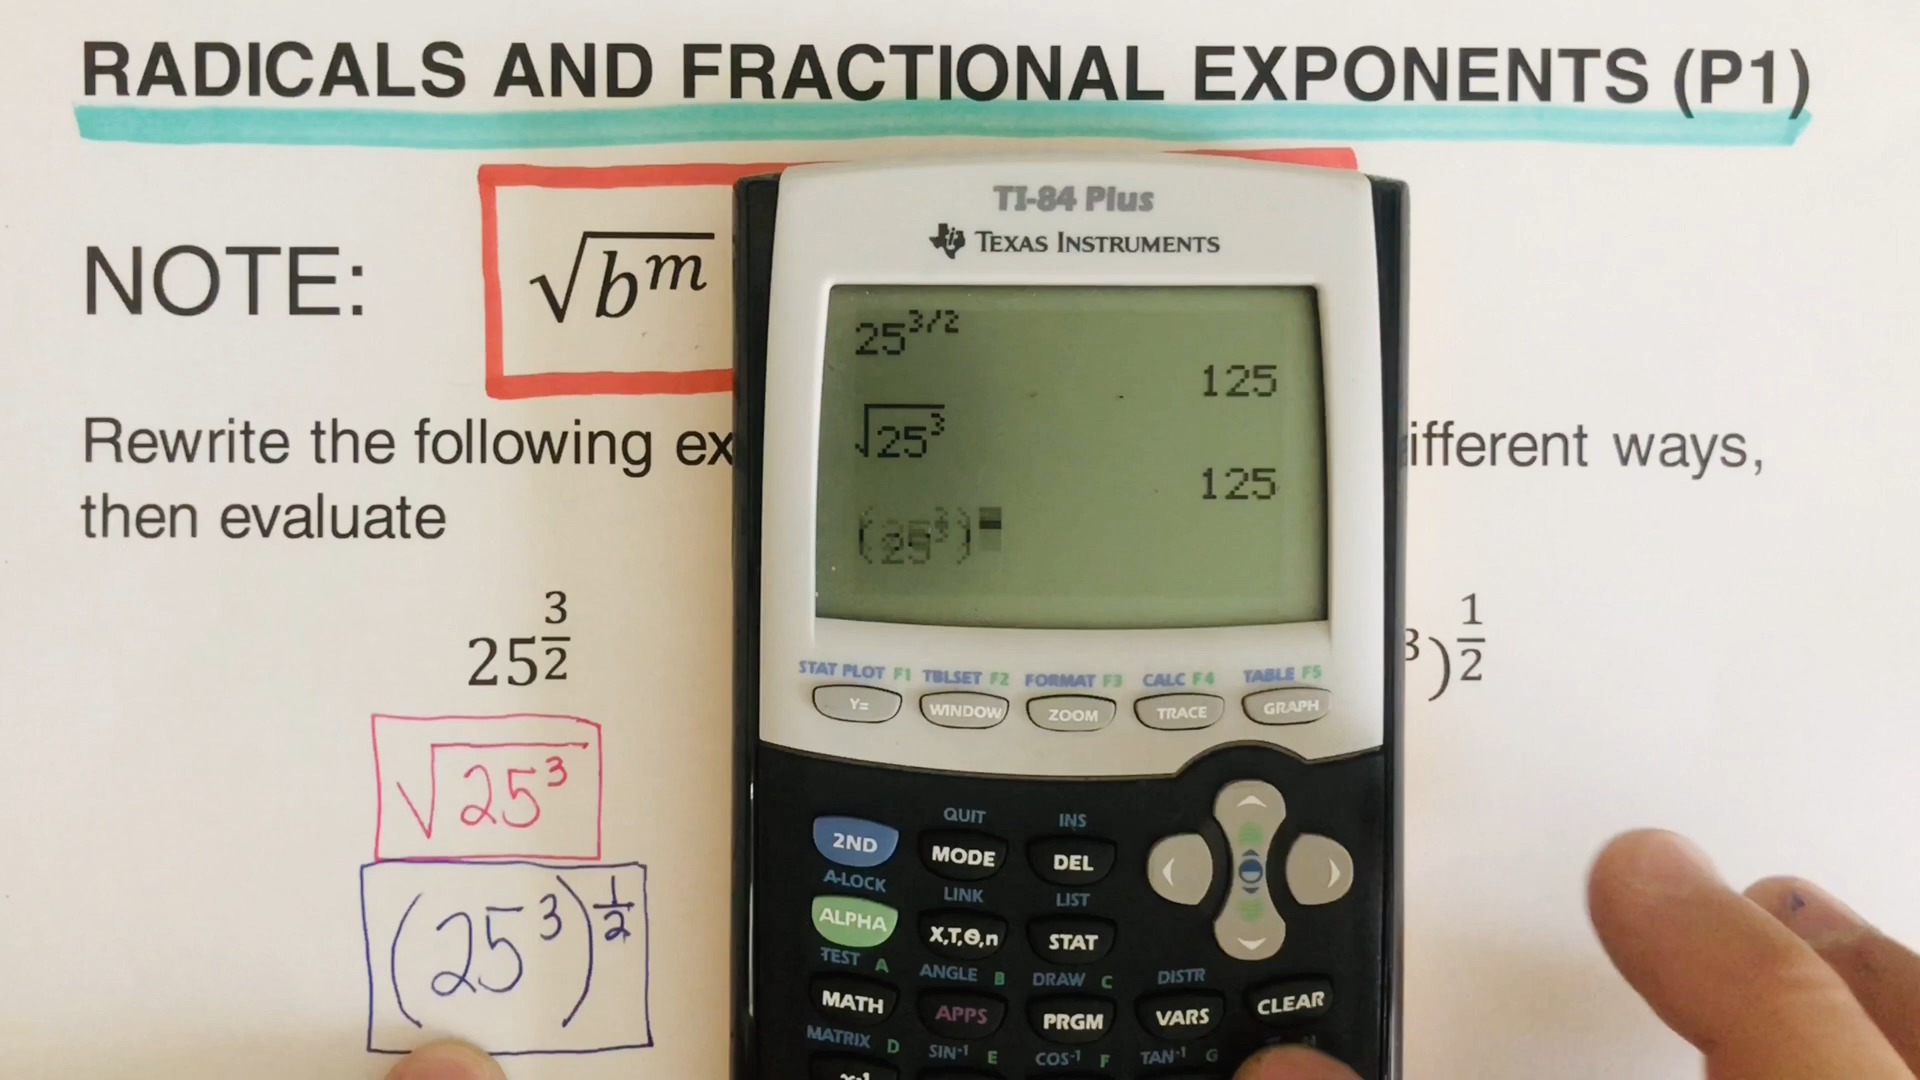 RADICALS AND FRACTIONAL EXPONENTS (P1)
NOTE: √bᵐ
Rewrite the following ex
ifferent ways,
then evaluate
25^(3/2)
³)^(1/2)
√25³
(25³)^(1/2)
TI-84 Plus
TEXAS INSTRUMENTS
25^3/2
125
√25³
125
(25³)
STAT PLOT F1 TBLSET F2 FORMAT F3 CALC F4 TABLE F5
Y= WINDOW ZOOM TRACE GRAPH
QUIT INS
2ND MODE DEL
A-LOCK LINK LIST
ALPHA X,T,Θ,n STAT
TEST A ANGLE B DRAW C DISTR
MATH APPS PRGM VARS CLEAR
MATRIX D SIN⁻¹ E COS⁻¹ F TAN⁻¹ G